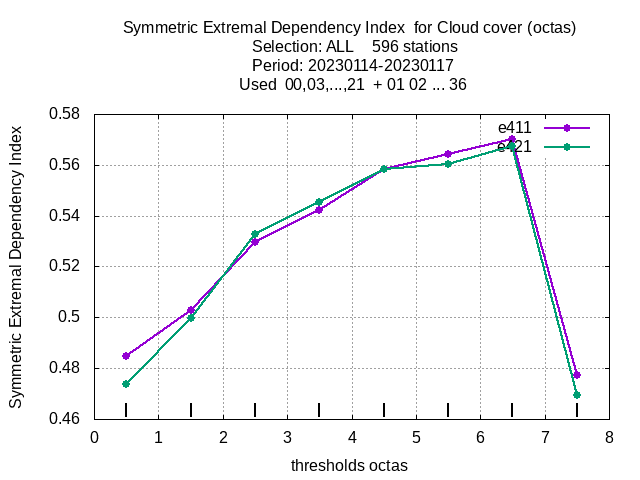 Symmetric Extremal Dependency Index  for Cloud cover (octas)
Selection: ALL    596 stations
Period: 20230114-20230117
Used  00,03,...,21  + 01 02 ... 36
Symmetric Extremal Dependency Index
0.58
0.56
0.54
0.52
0.5
0.48
0.46
e411
e421
0 1 2 3 4 5 6 7 8
thresholds octas